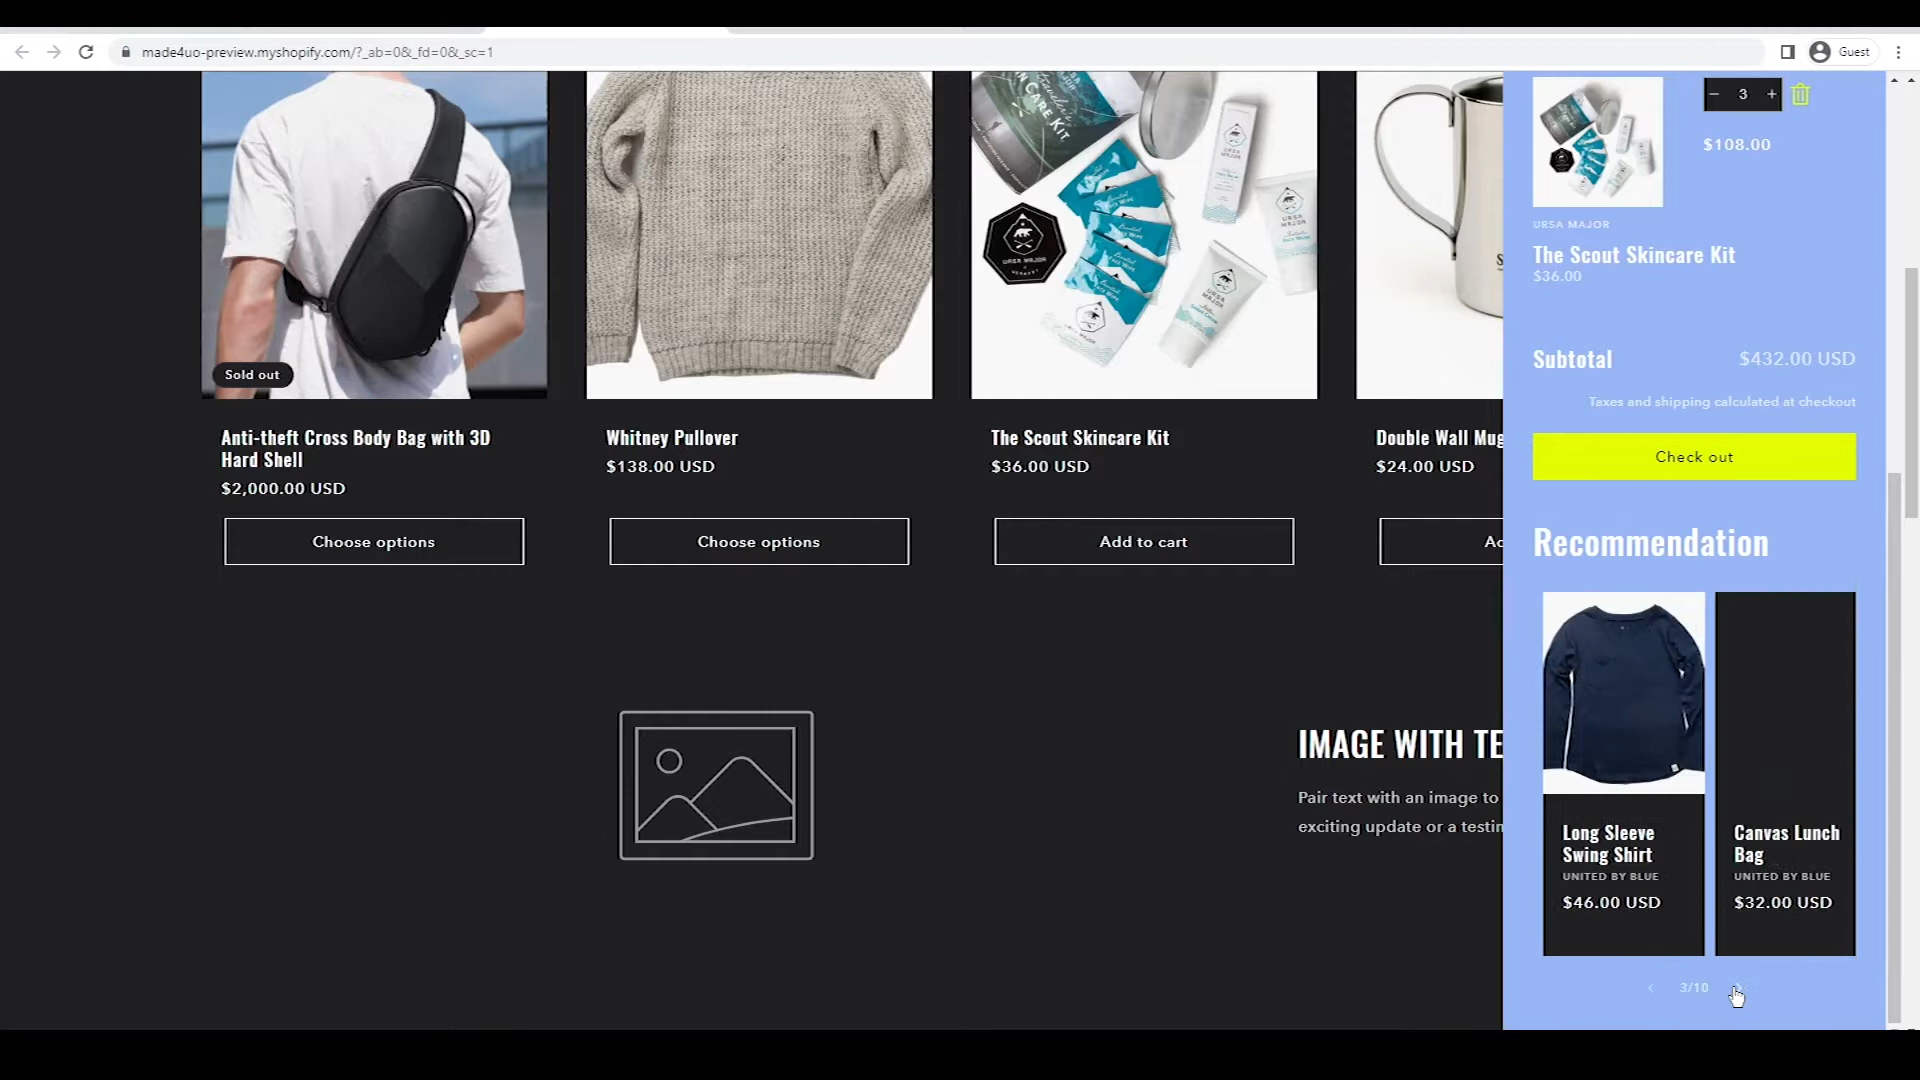 made4uo-preview.myshopify.com/?_ab=0&_fd=0&_sc=1
Guest
Sold out
Anti-theft Cross Body Bag with 3D
Hard Shell
$2,000.00 USD
Choose options
Whitney Pullover
$138.00 USD
Choose options
CARE KIT
URSA MAJOR
The Scout Skincare Kit
$36.00 USD
Add to cart
Double Wall Mug
$24.00 USD
IMAGE WITH TE
Pair text with an image to
exciting update or a testin
− 3 +
$108.00
URSA MAJOR
The Scout Skincare Kit
$36.00
Subtotal $432.00 USD
Taxes and shipping calculated at checkout
Check out
Recommendation
Long Sleeve
Swing Shirt
UNITED BY BLUE
$46.00 USD
Canvas Lunch
Bag
UNITED BY BLUE
$32.00 USD
3/10